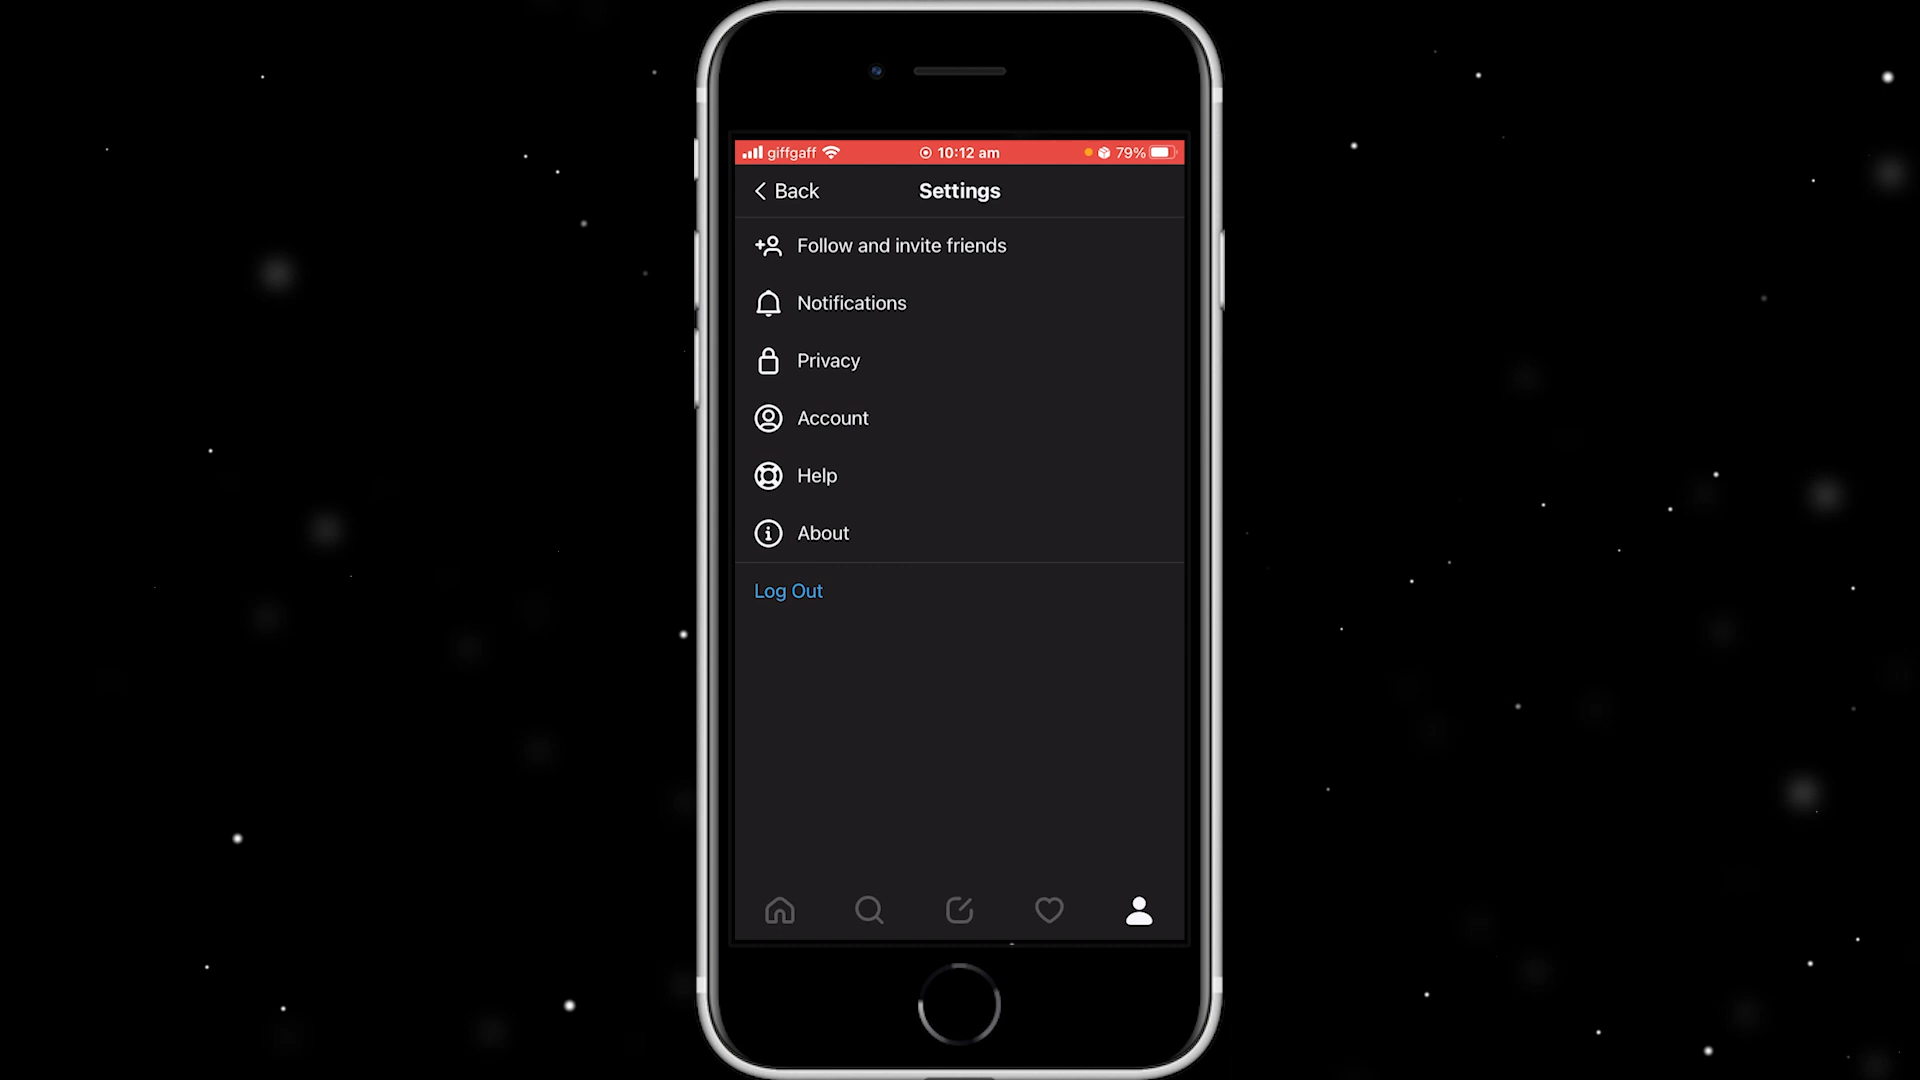 giffgaff 10:12 am 79%
Back Settings
Follow and invite friends
Notifications
Privacy
Account
Help
About
Log Out